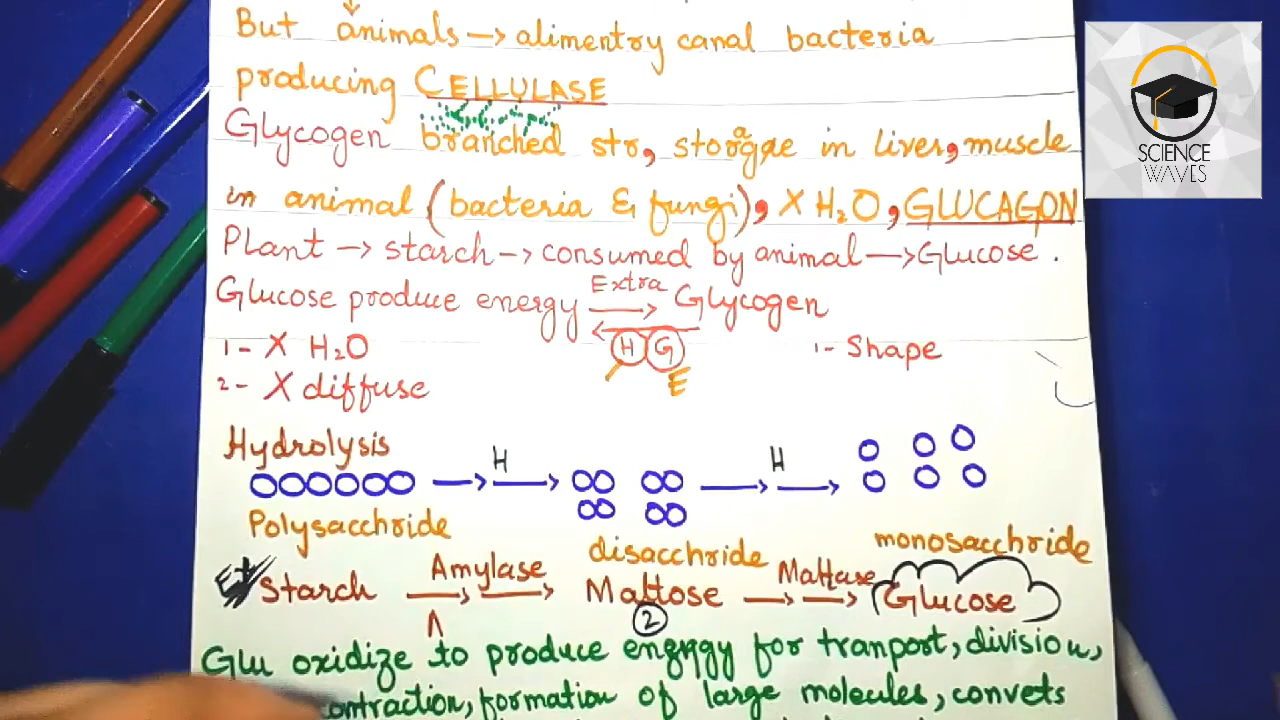 But animals → alimentry canal bacteria
producing CELLULASE
Glycogen branched str, storgae in liver, muscle
in animal (bacteria & fungi), X H₂O, GLUCAGON
Plant → starch → consumed by animal → Glucose.
Glucose produce energy Extra Glycogen
H G
E
1- X H₂O 1- Shape
2- X diffuse
Hydrolysis
H H
Polysacchride disacchride monosacchride
Starch Amylase Maltose Maltase Glucose
2
Glu oxidize to produce for tranport, division,
contraction, formation of large molecules, convets
SCIENCE
WAVES